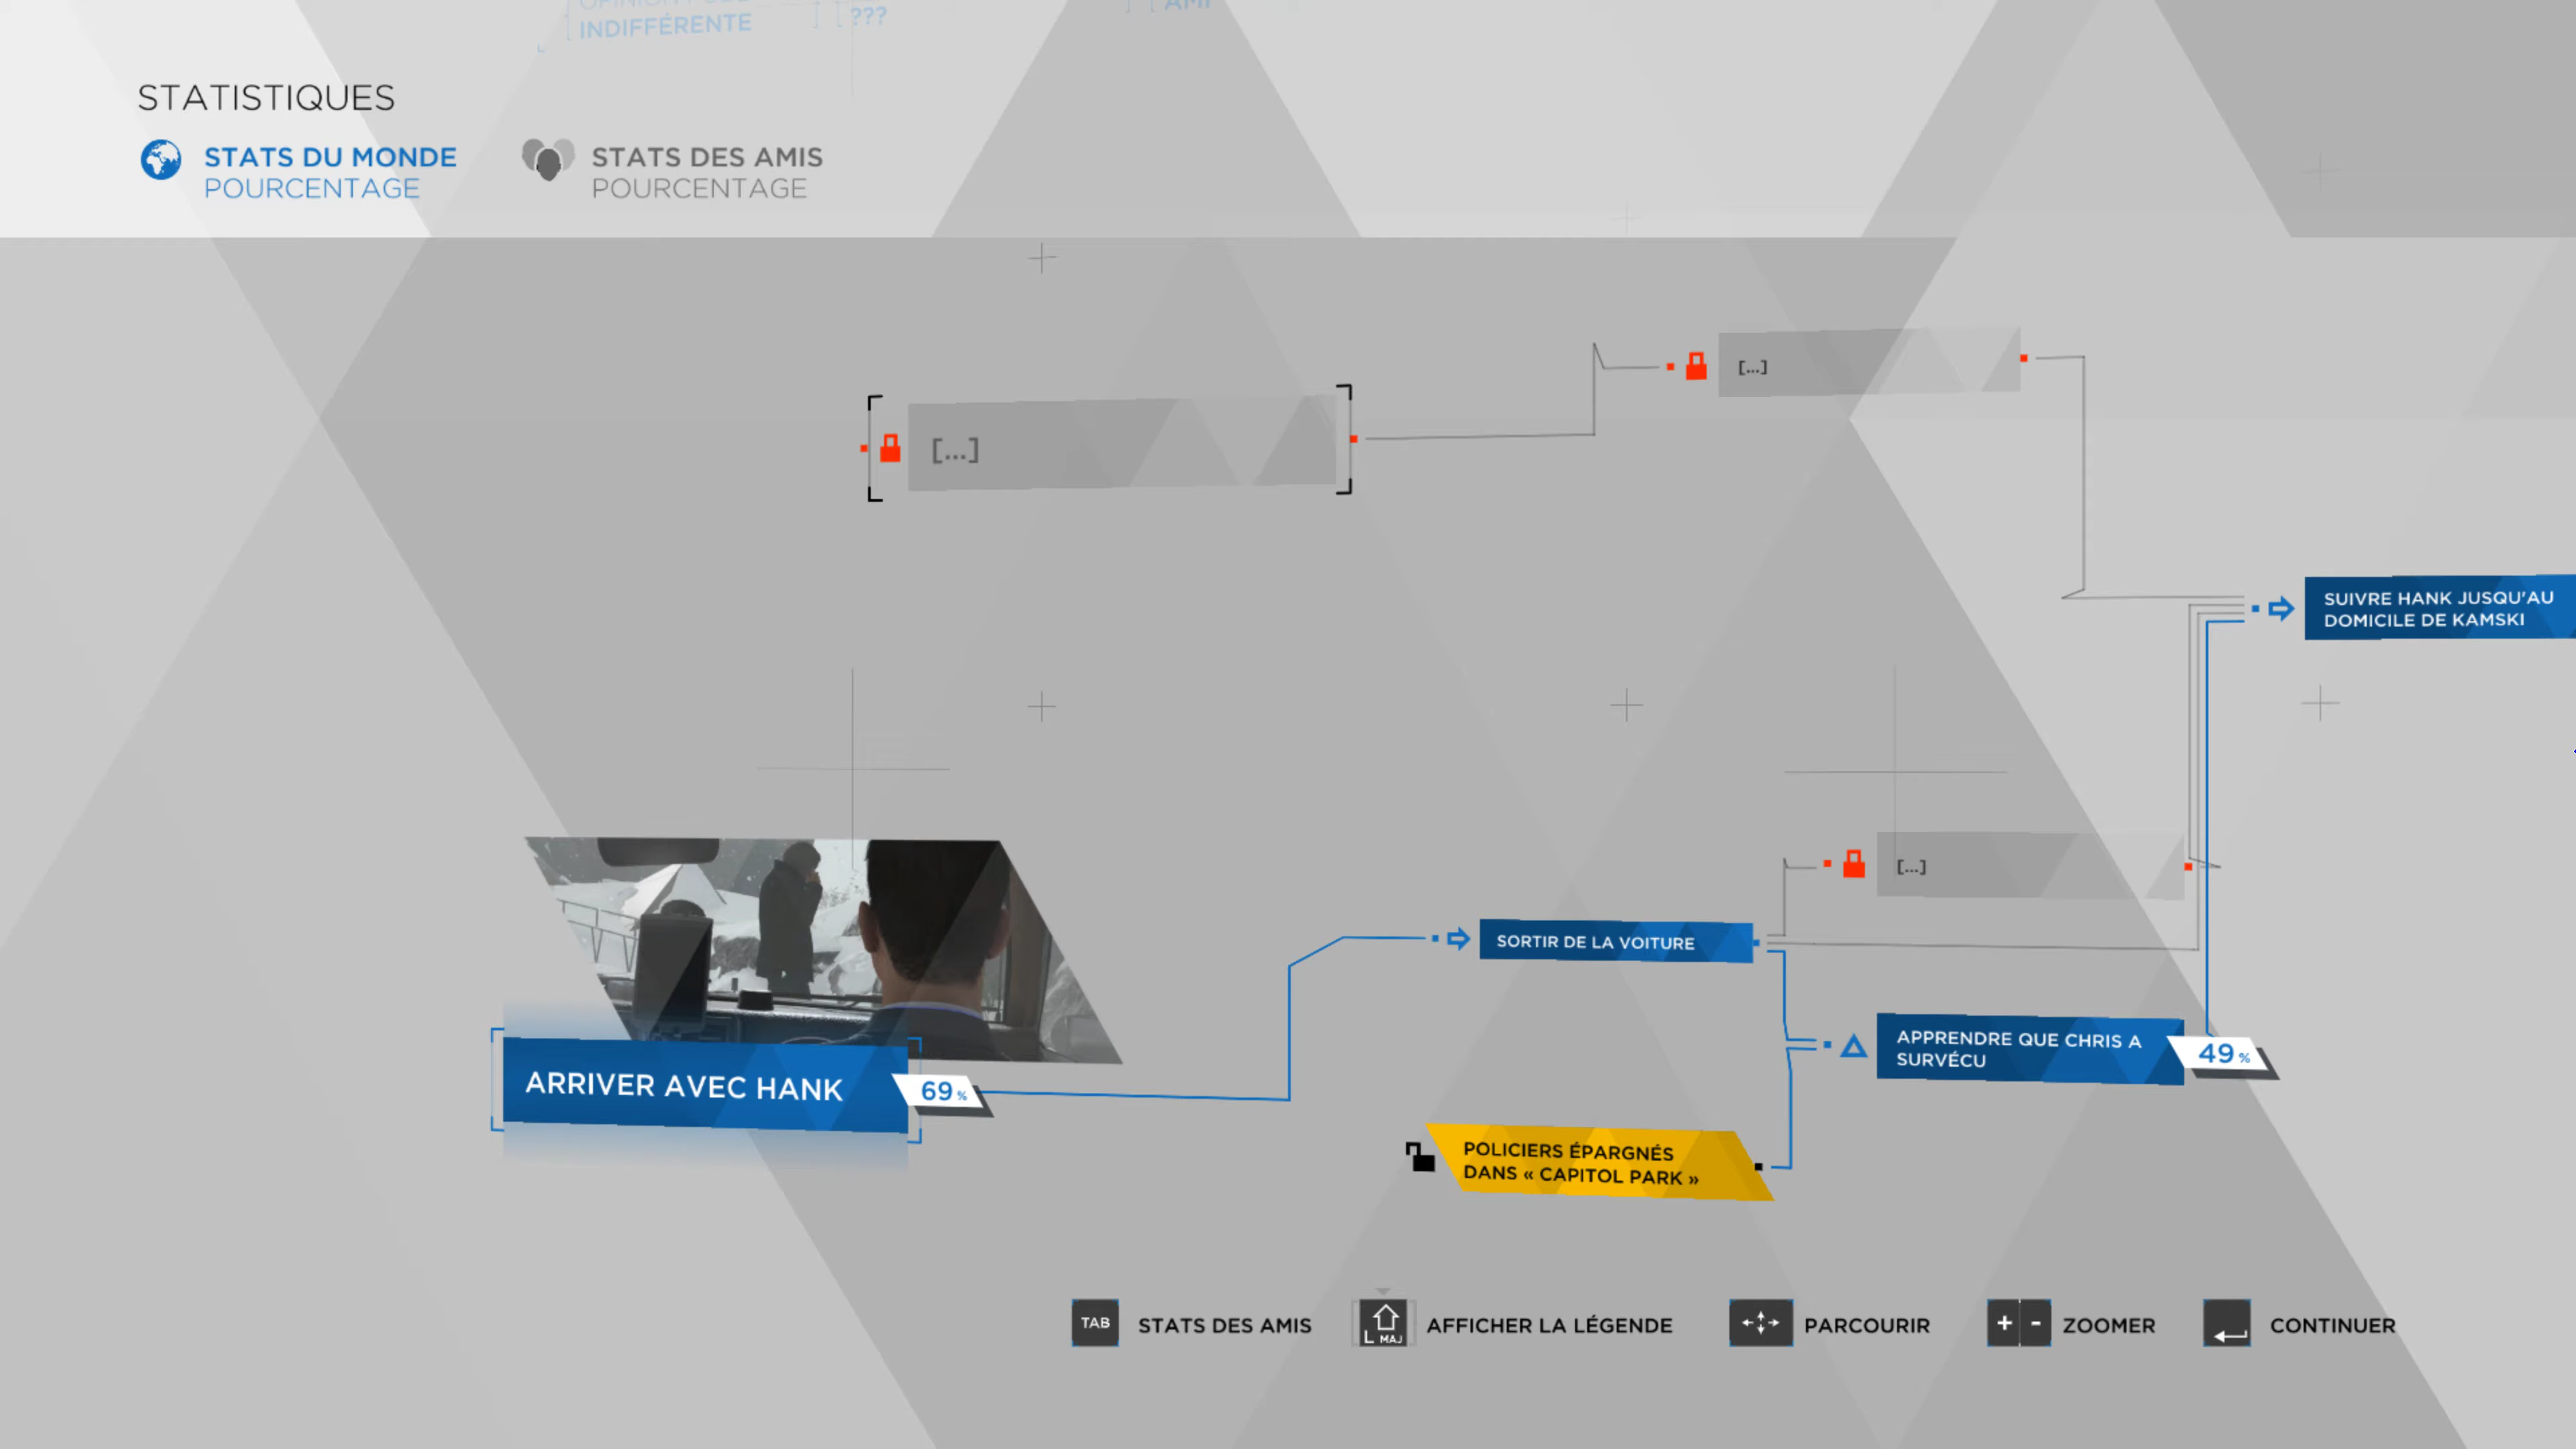 INDIFFÉRENTE
???
AMI
STATISTIQUES
STATS DU MONDE
POURCENTAGE
STATS DES AMIS
POURCENTAGE
[...]
[...]
SUIVRE HANK JUSQU'AU
DOMICILE DE KAMSKI
[...]
SORTIR DE LA VOITURE
APPRENDRE QUE CHRIS A
SURVÉCU
49 %
ARRIVER AVEC HANK
69 %
POLICIERS ÉPARGNÉS
DANS « CAPITOL PARK »
TAB
STATS DES AMIS
L MAJ
AFFICHER LA LÉGENDE
PARCOURIR
+ -
ZOOMER
CONTINUER